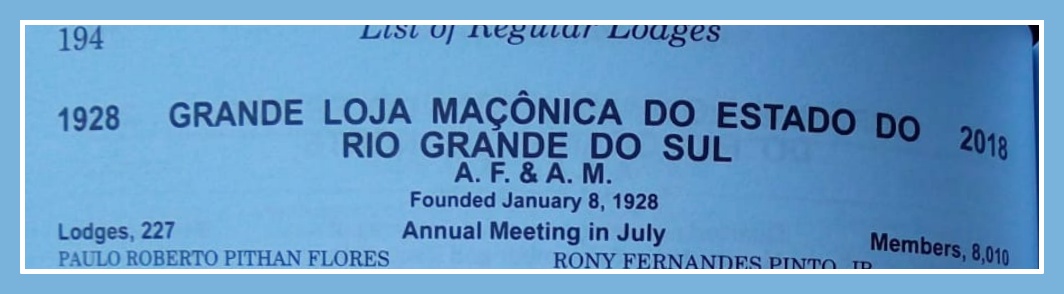 194 List of Regular Lodges
1928 GRANDE LOJA MAÇÔNICA DO ESTADO DO 2018
RIO GRANDE DO SUL
A. F. & A. M.
Founded January 8, 1928
Lodges, 227 Annual Meeting in July Members, 8,010
PAULO ROBERTO PITHAN FLORES RONY FERNANDES PINTO, JR